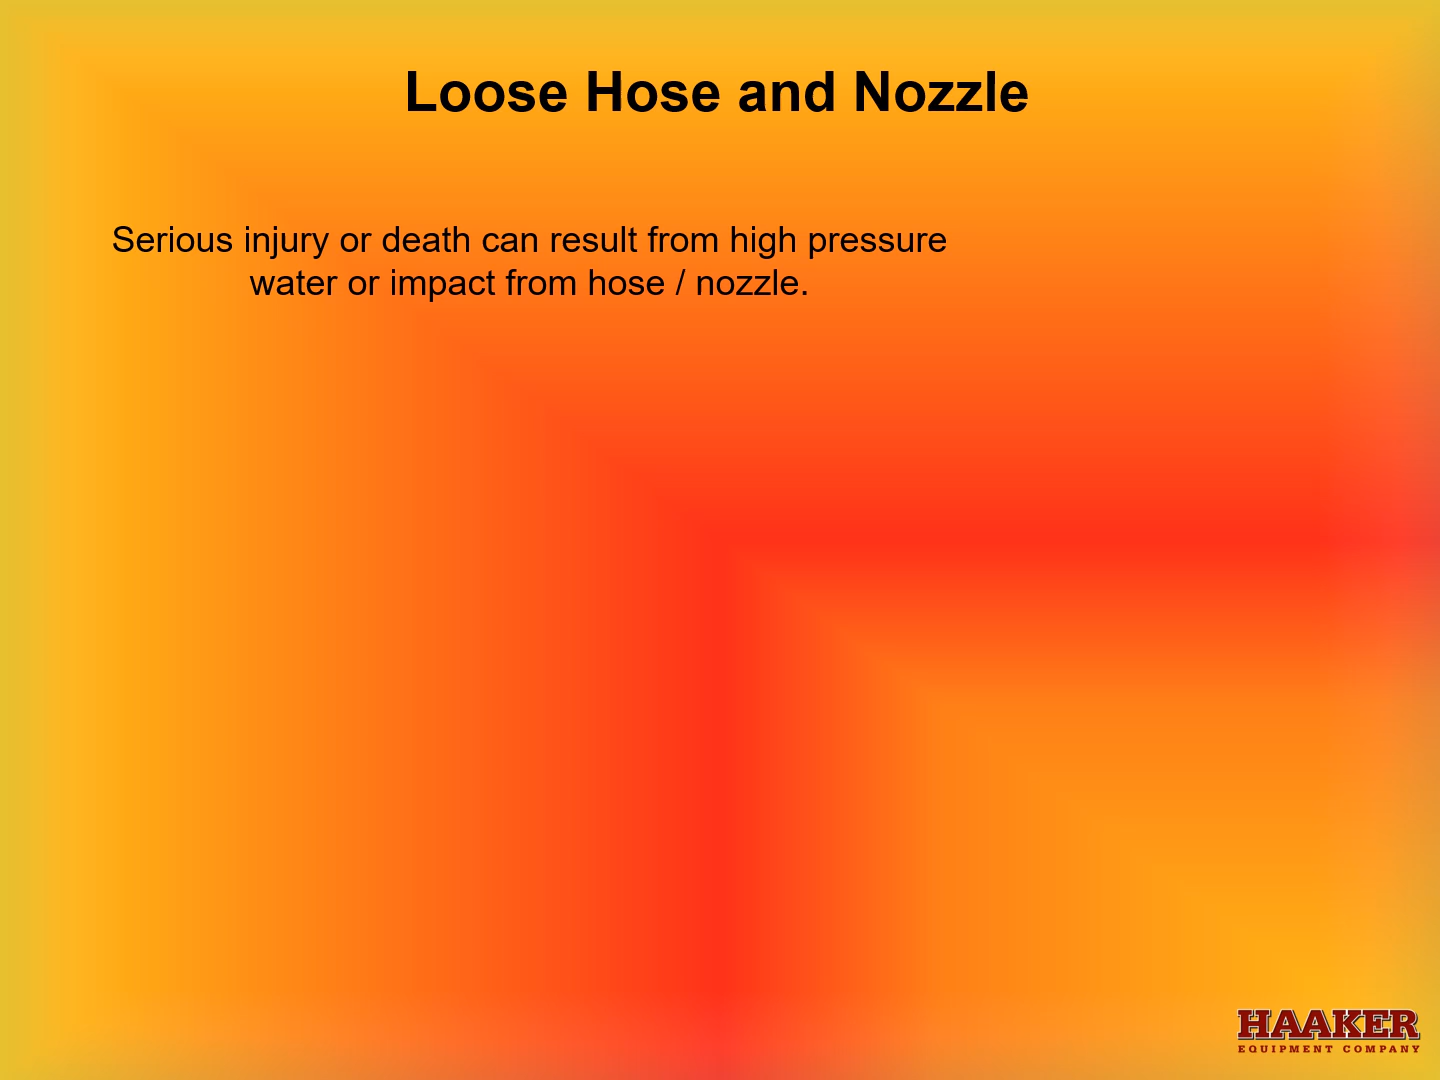 Loose Hose and Nozzle
Serious injury or death can result from high pressure
water or impact from hose / nozzle.
HAAKER
EQUIPMENT COMPANY